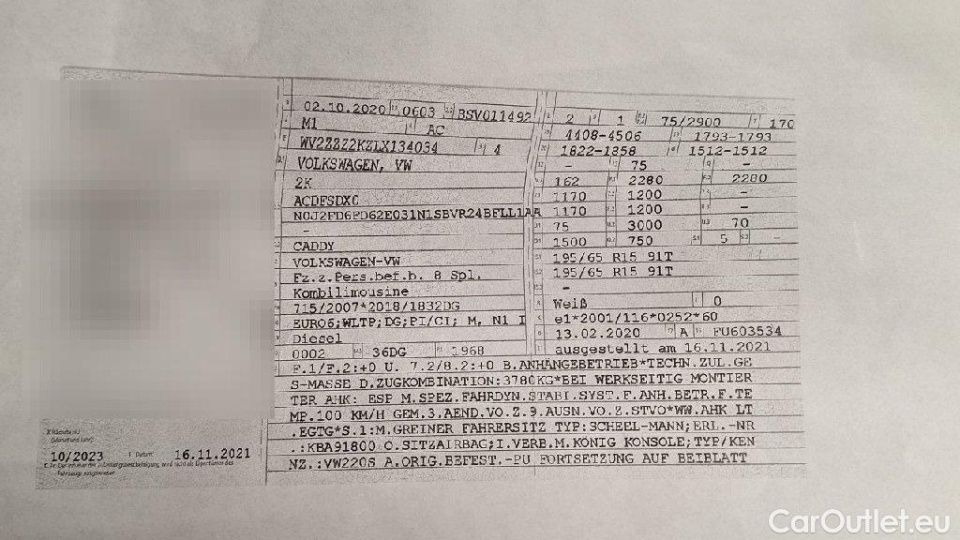 02.10.2020 0603 BSV011492 2 1 75/2900 170
M1 AC 4408-4506 1793-1793
WV2ZZZ2KZLX134034 4 1822-1858 1512-1512
VOLKSWAGEN, VW - 75 -
2K 162 2280 2280
ACDFSDXC 1170 1200 -
N0J2FD6FD62E031N1SBVR24BFLL1AA 1170 1200 -
- 75 3000 70
CADDY 1500 750 5 -
VOLKSWAGEN-VW 195/65 R15 91T
Fz.z.Pers.bef.b. 8 Spl. 195/65 R15 91T
Kombilimousine -
715/2007*2018/1832DG Weiß 0
EURO6;WLTP;DG;PI/CI; M, N1 I e1*2001/116*0252*60
Diesel 13.02.2020 A FU603534
0002 36DG 1968 ausgestellt am 16.11.2021
F.1/F.2:+0 U. 7.2/8.2:+0 B.ANHÄNGEBETRIEB*TECHN.ZUL.GE
S-MASSE D.ZUGKOMBINATION:3780KG*BEI WERKSEITIG MONTIER
TER AHK: ESP M.SPEZ.FAHRDYN.STABI.SYST.F.ANH.BETR.F.TE
MP.100 KM/H GEM.3.AEND.VO.Z.9.AUSN.VO.Z.STVO*WW.AHK LT
.EGTG*S.1:M.GREINER FAHRERSITZ TYP:SCHEEL-MANN;ERL.-NR
.:KBA91800 O.SITZAIRBAG;I.VERB.M.KÖNIG KONSOLE;TYP/KEN
NZ.:VW220S A.ORIG.BEFEST.-PU FORTSETZUNG AUF BEIBLATT
10/2023 Datum: 16.11.2021
CarOutlet.eu